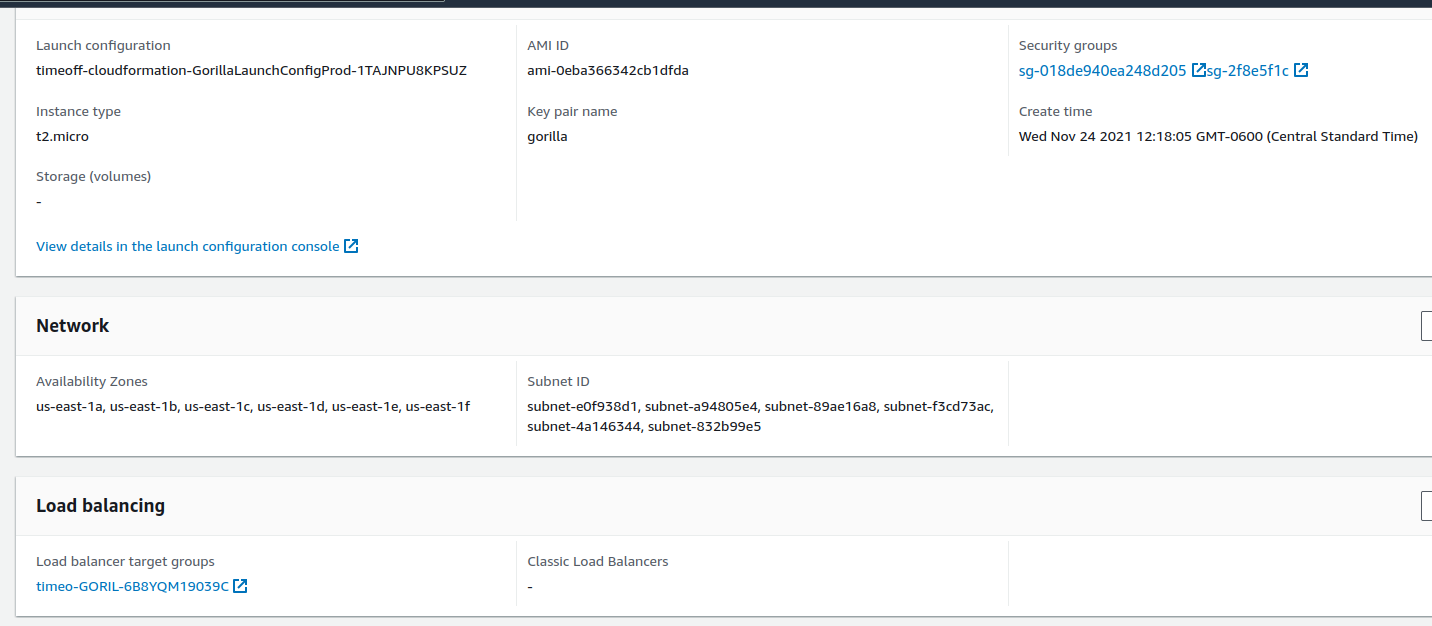 Launch configuration
timeoff-cloudformation-GorillaLaunchConfigProd-1TAJNPU8KPSUZ
Instance type
t2.micro
Storage (volumes)
-
View details in the launch configuration console
AMI ID
ami-0eba366342cb1dfda
Key pair name
gorilla
Security groups
sg-018de940ea248d205 sg-2f8e5f1c
Create time
Wed Nov 24 2021 12:18:05 GMT-0600 (Central Standard Time)
Network
Availability Zones
us-east-1a, us-east-1b, us-east-1c, us-east-1d, us-east-1e, us-east-1f
Subnet ID
subnet-e0f938d1, subnet-a94805e4, subnet-89ae16a8, subnet-f3cd73ac,
subnet-4a146344, subnet-832b99e5
Load balancing
Load balancer target groups
timeo-GORIL-6B8YQM19039C
Classic Load Balancers
-